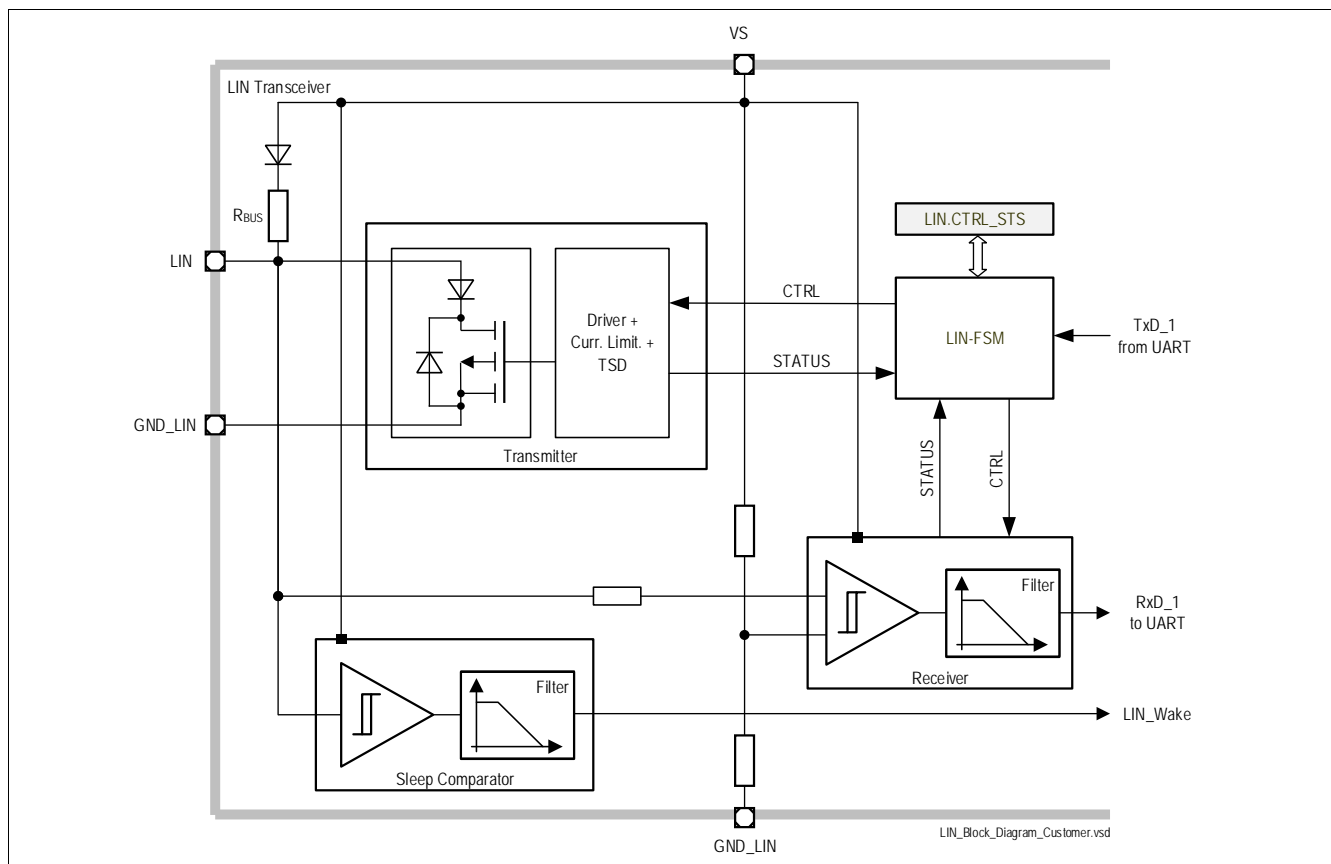 VS
LIN Transceiver
RBUS
LIN.CTRL_STS
LIN
CTRL
Driver +
Curr. Limit. +
TSD
LIN-FSM
TxD_1
from UART
STATUS
GND_LIN
Transmitter
STATUS
CTRL
Filter
RxD_1
to UART
Receiver
Filter
LIN_Wake
Sleep Comparator
GND_LIN
LIN_Block_Diagram_Customer.vsd